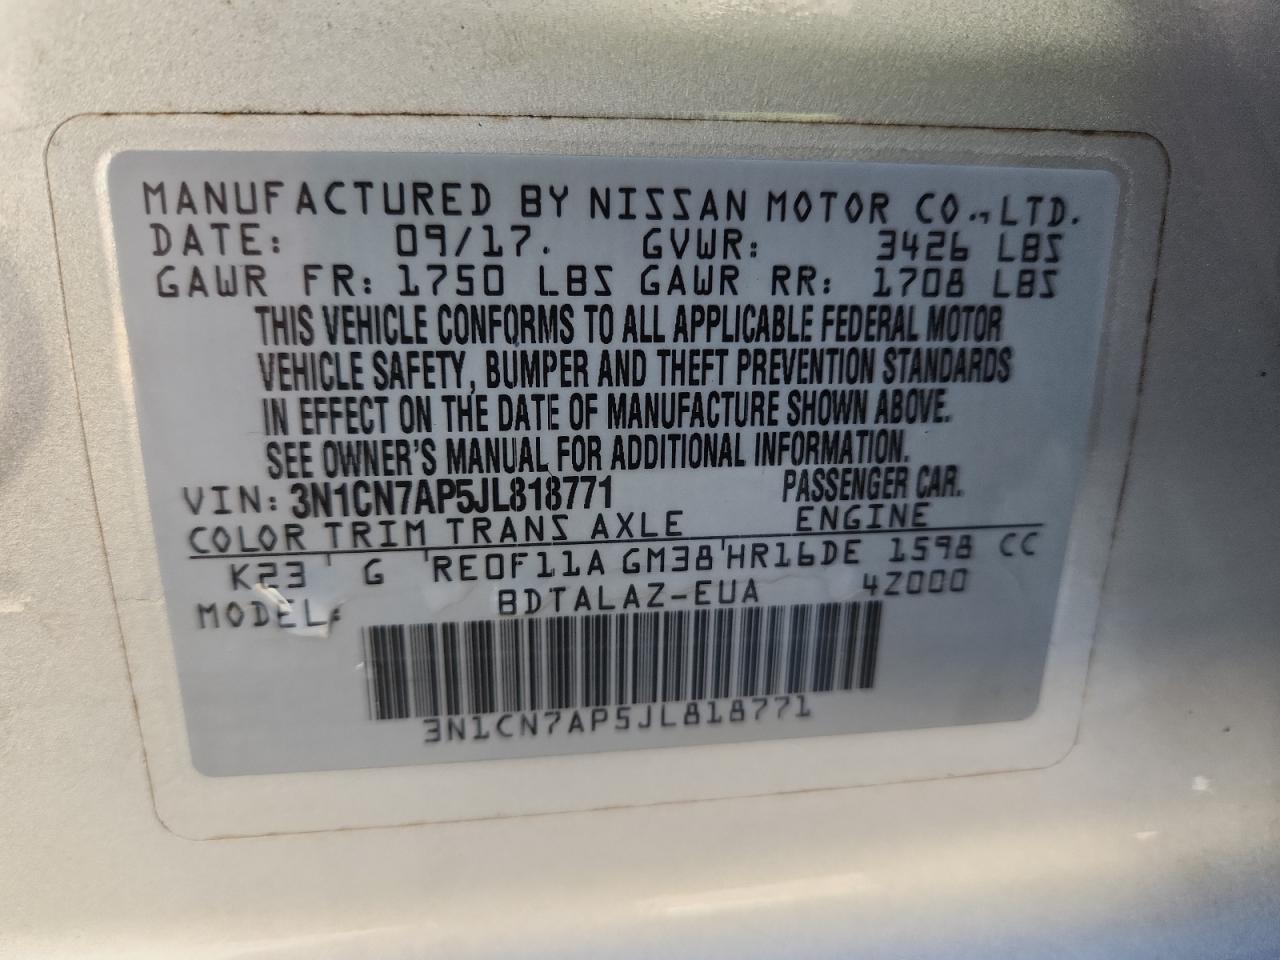 MANUFACTURED BY NISSAN MOTOR CO., LTD.
DATE: 09/17. GVWR: 3426 LBS
GAWR FR: 1750 LBS GAWR RR: 1708 LBS
THIS VEHICLE CONFORMS TO ALL APPLICABLE FEDERAL MOTOR
VEHICLE SAFETY, BUMPER AND THEFT PREVENTION STANDARDS
IN EFFECT ON THE DATE OF MANUFACTURE SHOWN ABOVE.
SEE OWNER'S MANUAL FOR ADDITIONAL INFORMATION.
VIN: 3N1CN7AP5JL818771 PASSENGER CAR.
COLOR TRIM TRANS AXLE ENGINE
K23 G RE0F11A GM38 HR16DE 1598 CC
MODEL: BDTALAZ-EUA 4Z000
3N1CN7AP5JL818771